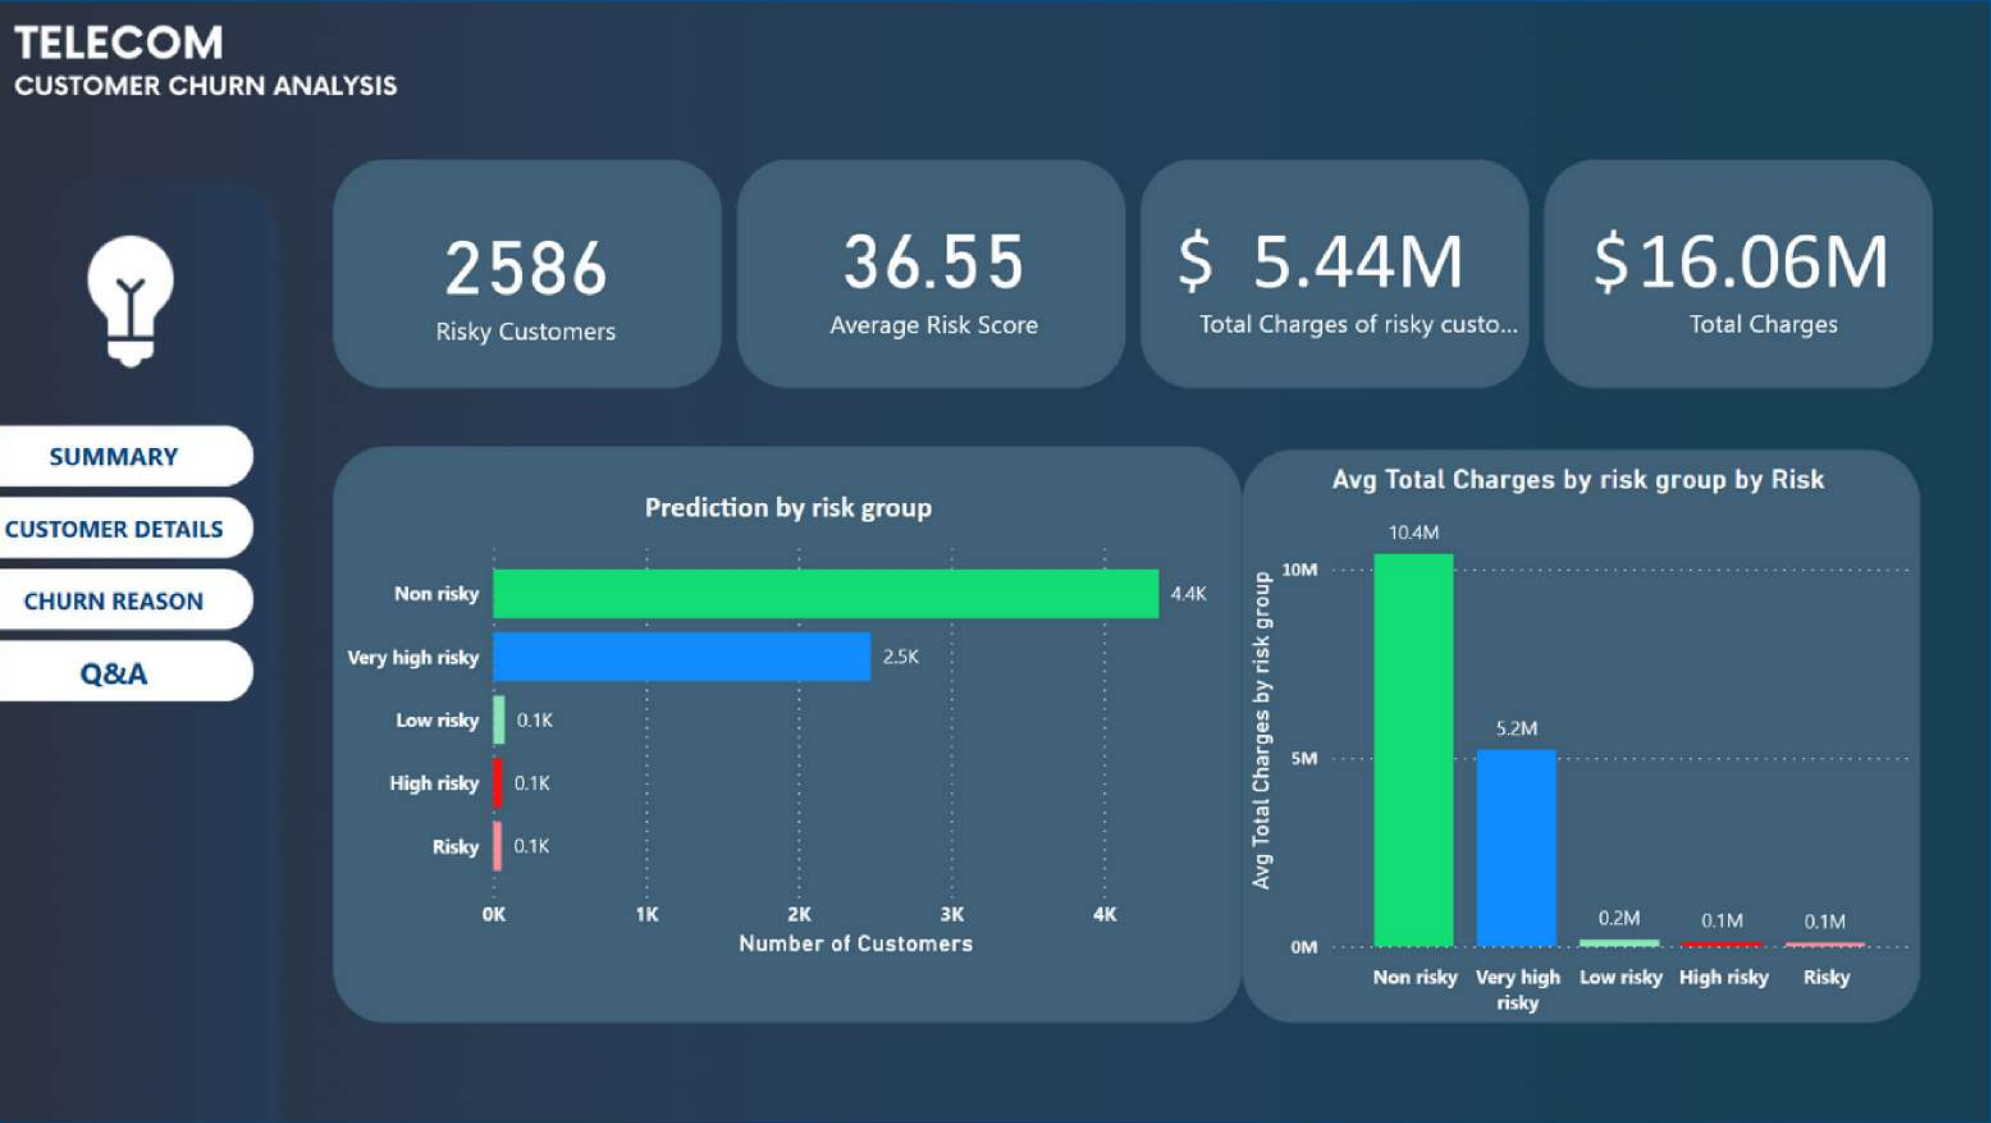 TELECOM
CUSTOMER CHURN ANALYSIS
2586
Risky Customers
36.55
Average Risk Score
$ 5.44M
Total Charges of risky custo...
$16.06M
Total Charges
SUMMARY
CUSTOMER DETAILS
CHURN REASON
Q&A
Prediction by risk group
Non risky
4.4K
Very high risky
2.5K
Low risky
0.1K
High risky
0.1K
Risky
0.1K
0K 1K 2K 3K 4K
Number of Customers
Avg Total Charges by risk group by Risk
Avg Total Charges by risk group
10M
5M
0M
10.4M
5.2M
0.2M
0.1M
0.1M
Non risky
Very high
risky
Low risky
High risky
Risky